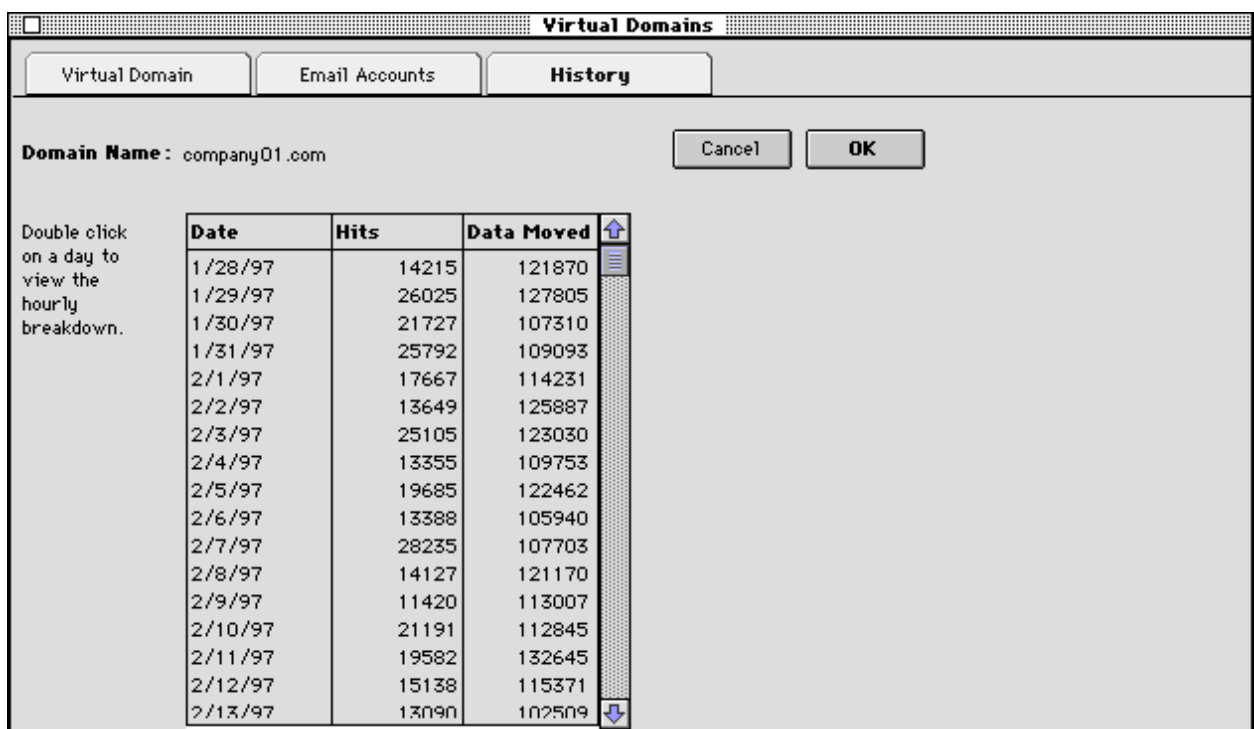 Virtual Domains
Virtual Domain Email Accounts History
Domain Name: company01.com Cancel OK
Double click
on a day to
view the
hourly
breakdown.
Date Hits Data Moved
1/28/97 14215 121870
1/29/97 26025 127805
1/30/97 21727 107310
1/31/97 25792 109093
2/1/97 17667 114231
2/2/97 13649 125887
2/3/97 25105 123030
2/4/97 13355 109753
2/5/97 19685 122462
2/6/97 13388 105940
2/7/97 28235 107703
2/8/97 14127 121170
2/9/97 11420 113007
2/10/97 21191 112845
2/11/97 19582 132645
2/12/97 15138 115371
2/13/97 13090 102509